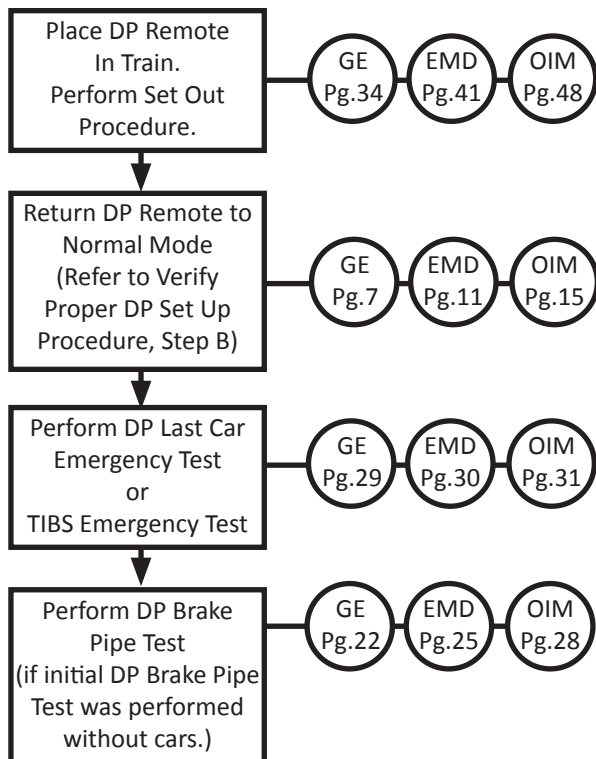 Place DP Remote
In Train.
Perform Set Out
Procedure.
GE
Pg.34
EMD
Pg.41
OIM
Pg.48
Return DP Remote to
Normal Mode
(Refer to Verify
Proper DP Set Up
Procedure, Step B)
GE
Pg.7
EMD
Pg.11
OIM
Pg.15
Perform DP Last Car
Emergency Test
or
TIBS Emergency Test
GE
Pg.29
EMD
Pg.30
OIM
Pg.31
Perform DP Brake
Pipe Test
(if initial DP Brake Pipe
Test was performed
without cars.)
GE
Pg.22
EMD
Pg.25
OIM
Pg.28